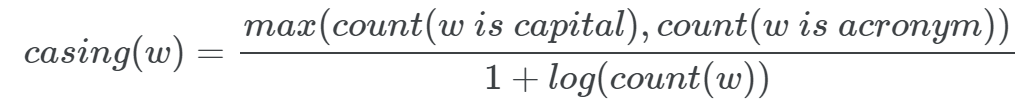 casing(w) = max(count(w is capital), count(w is acronym)) / 1 + log(count(w))